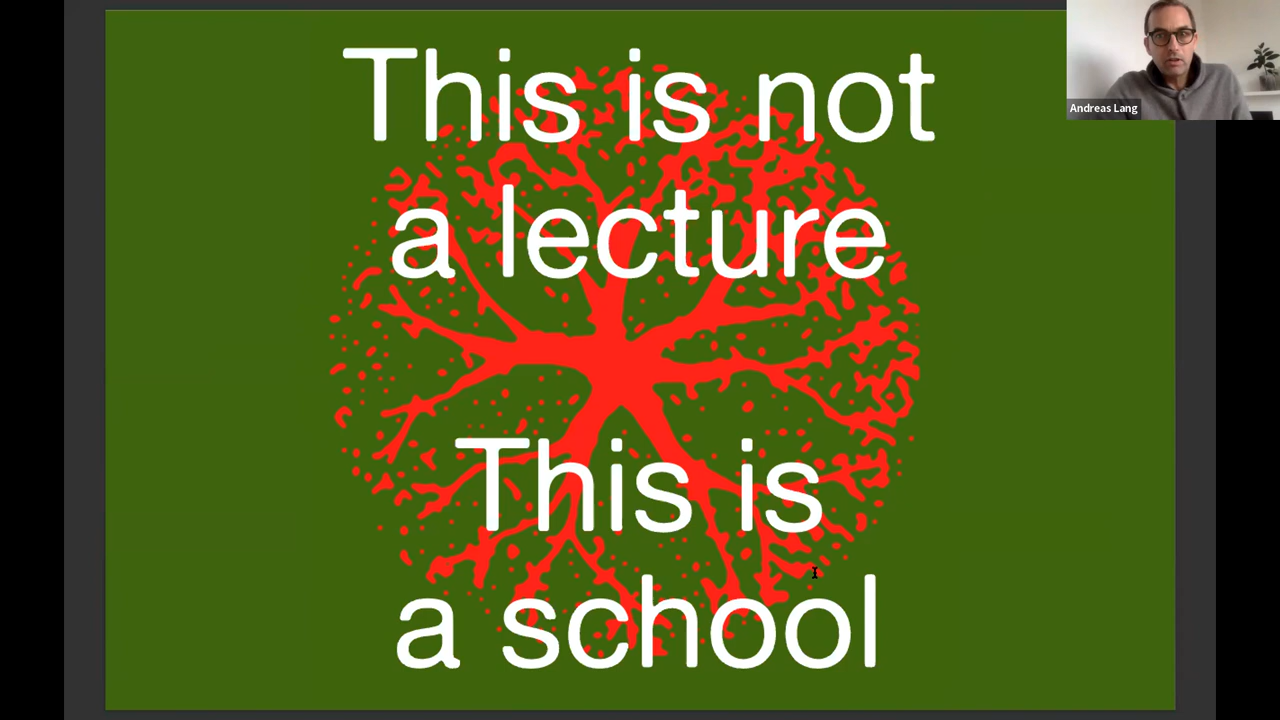 This is not
a lecture
This is
a school
Andreas Lang